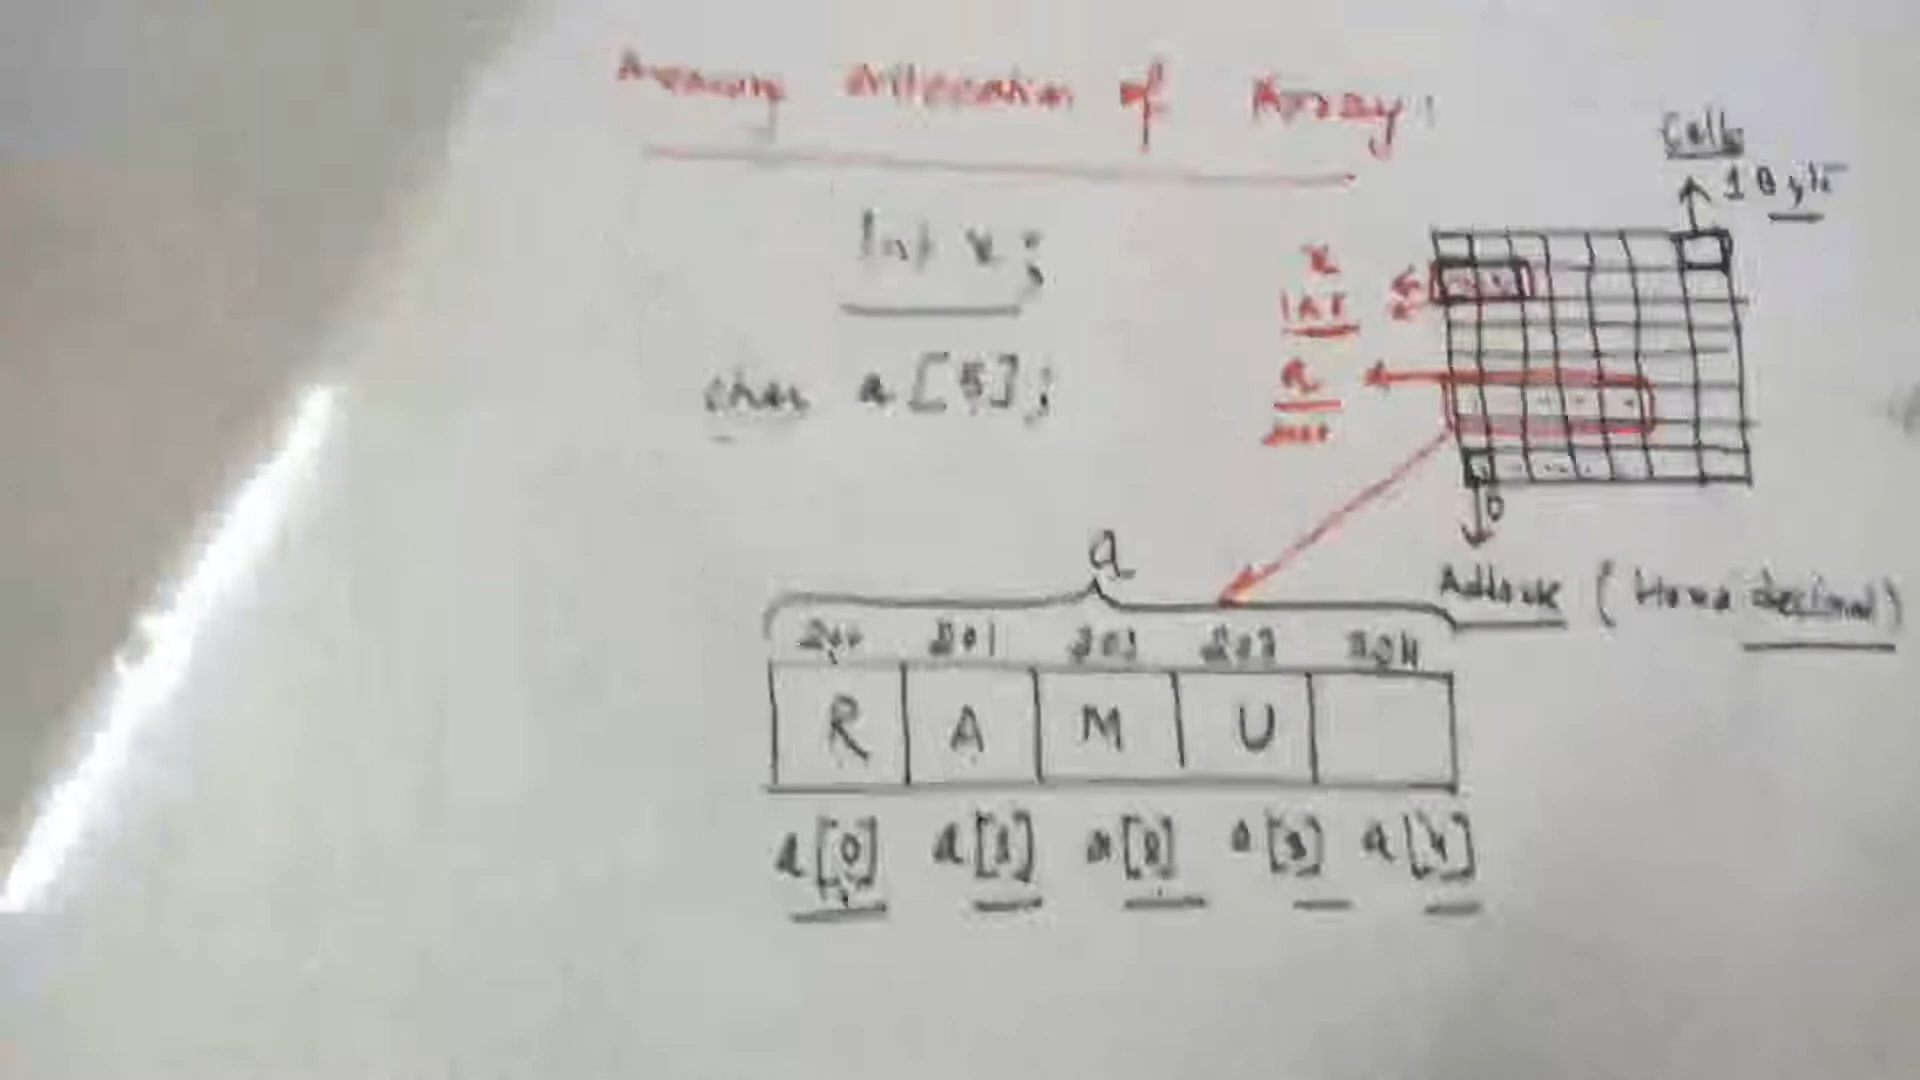 Memory Allocation of Array:
Cells
1 Byte
int x;
x
int
char a[5];
a
0
Address (Hexa decimal)
a
200 201 202 203 204
R A M U
a[0] a[1] a[2] a[3] a[4]